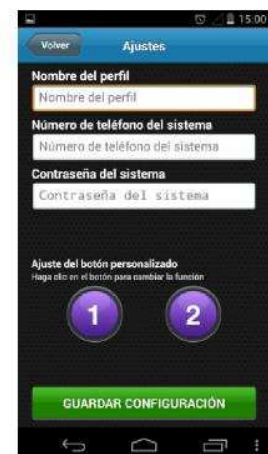 15:00
Volver
Ajustes
Nombre del perfil
Nombre del perfil
Número de teléfono del sistema
Número de teléfono del sistema
Contraseña del sistema
Contraseña del sistema
Ajuste del botón personalizado
Haga clic en el botón para cambiar la función
1
2
GUARDAR CONFIGURACIÓN